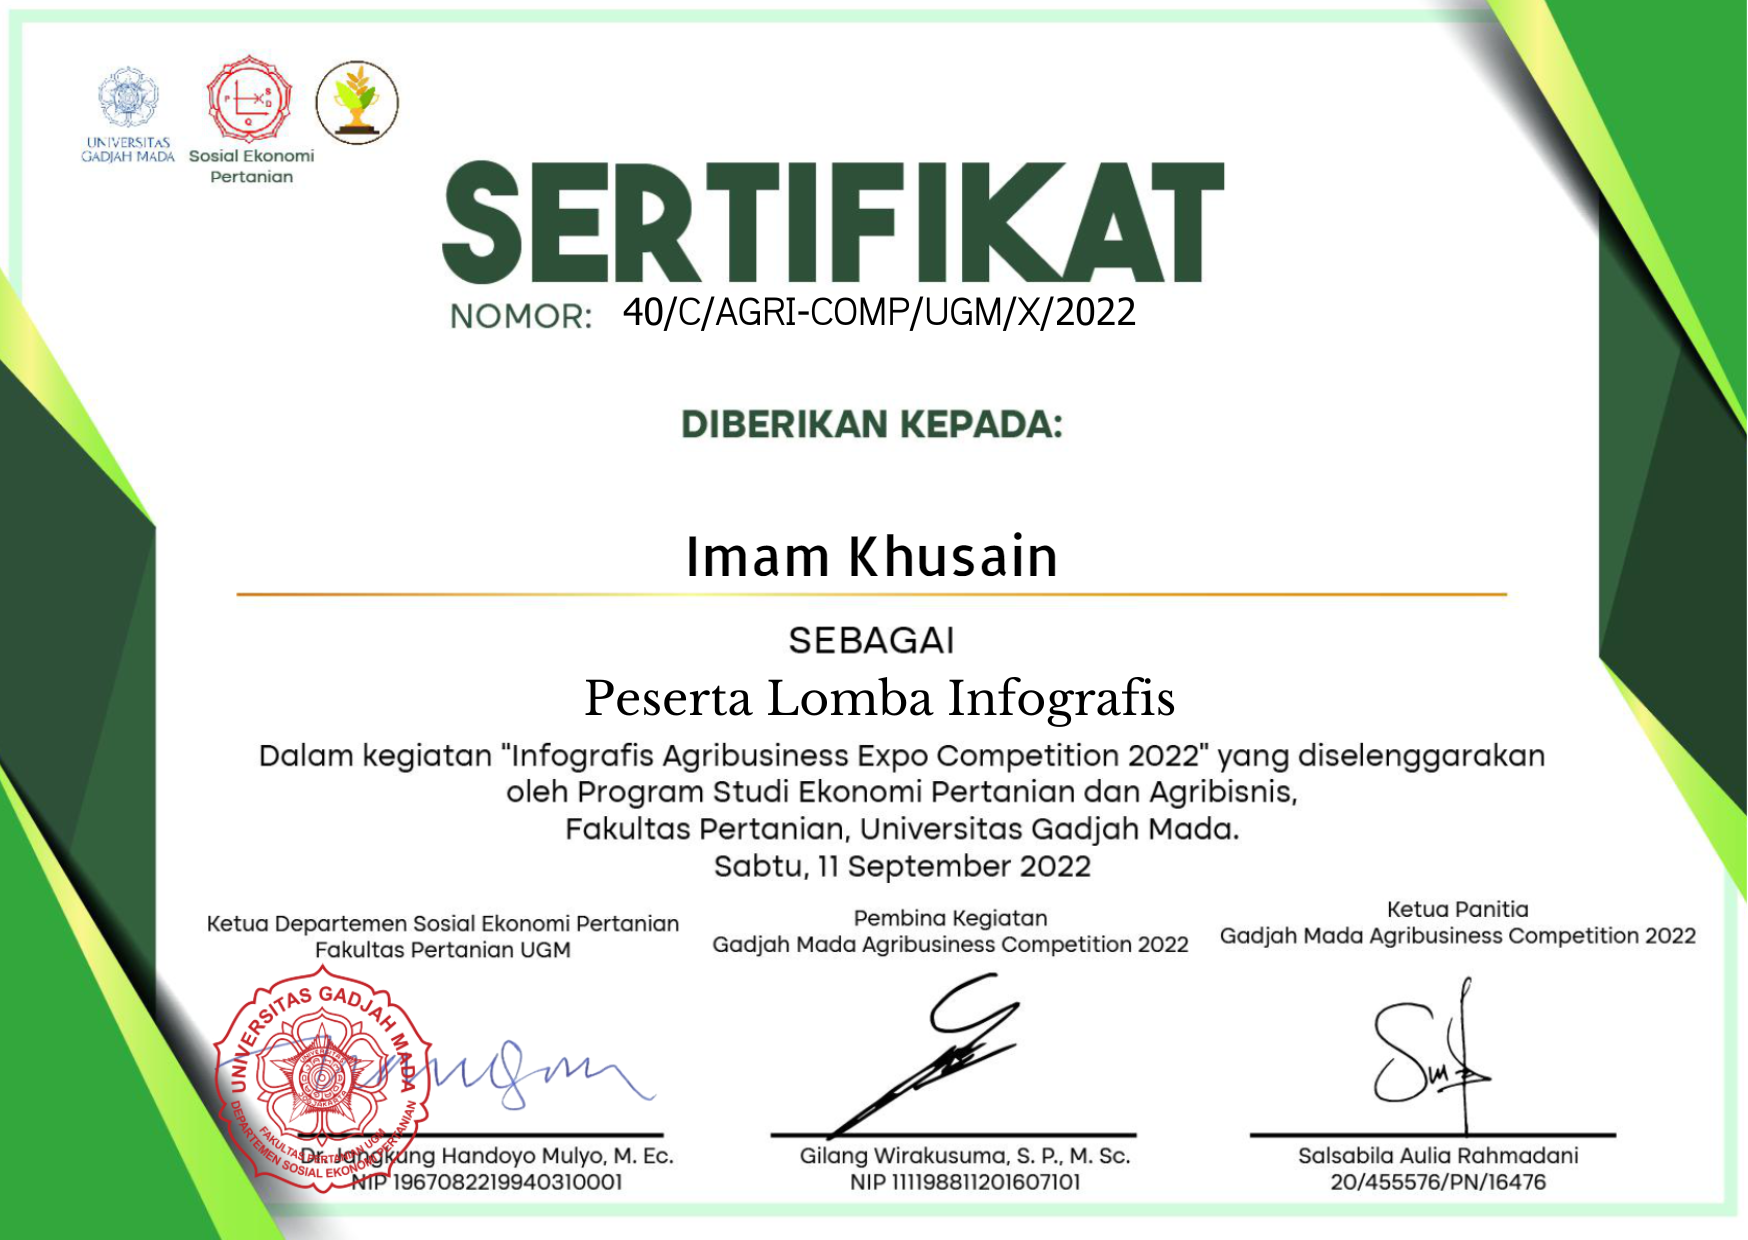 UNIVERSITAS
GADJAH MADA
P S D Q
Sosial Ekonomi
Pertanian
SERTIFIKAT
NOMOR: 40/C/AGRI-COMP/UGM/X/2022
DIBERIKAN KEPADA:
Imam Khusain
SEBAGAI
Peserta Lomba Infografis
Dalam kegiatan "Infografis Agribusiness Expo Competition 2022" yang diselenggarakan
oleh Program Studi Ekonomi Pertanian dan Agribisnis,
Fakultas Pertanian, Universitas Gadjah Mada.
Sabtu, 11 September 2022
Ketua Departemen Sosial Ekonomi Pertanian
Fakultas Pertanian UGM
UNIVERSITAS GADJAH MADA
FAKULTAS PERTANIAN UGM
DEPARTEMEN SOSIAL EKONOMI PERTANIAN
Dr. Jangkung Handoyo Mulyo, M. Ec.
NIP 1967082219940310001
Pembina Kegiatan
Gadjah Mada Agribusiness Competition 2022
Gilang Wirakusuma, S. P., M. Sc.
NIP 111198811201607101
Ketua Panitia
Gadjah Mada Agribusiness Competition 2022
Salsabila Aulia Rahmadani
20/455576/PN/16476